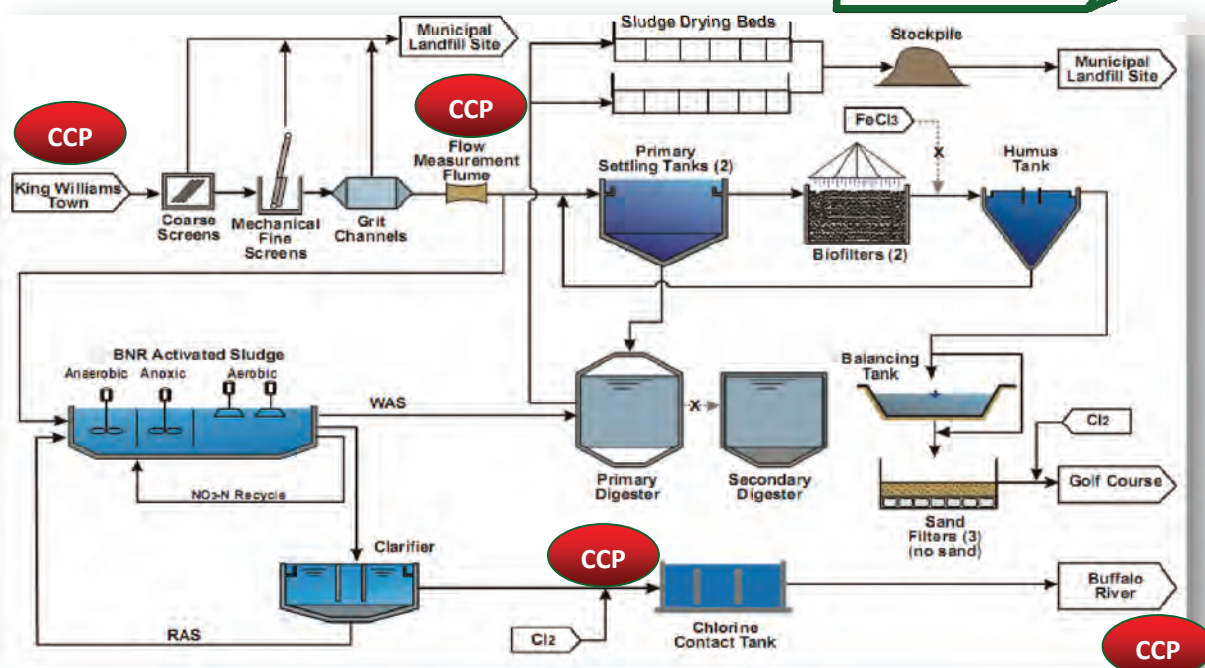 Municipal
Landfill Site
Sludge Drying Beds
Stockpile
Municipal
Landfill Site
CCP
CCP
King Williams
Town
Coarse
Screens
Mechanical
Fine
Screens
Grit
Channels
Flow
Measurement
Flume
Primary
Settling Tanks (2)
FeCl3
X
Biofilters (2)
Humus
Tank
BNR Activated Sludge
Anaerobic
Anoxic
Aerobic
WAS
NO3-N Recycle
RAS
X
Primary
Digester
Secondary
Digester
Balancing
Tank
Cl2
Golf Course
Sand
Filters (3)
(no sand)
Clarifier
CCP
Cl2
Chlorine
Contact Tank
Buffalo
River
CCP